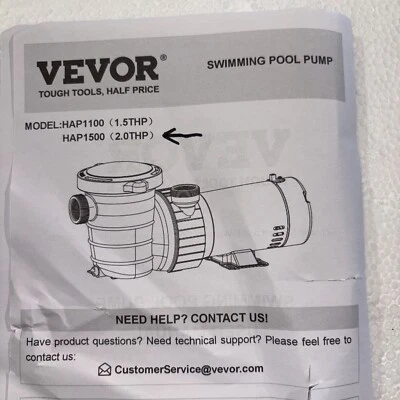 VEVOR®
TOUGH TOOLS, HALF PRICE
SWIMMING POOL PUMP
MODEL:HAP1100（1.5THP）
HAP1500（2.0THP）
NEED HELP? CONTACT US!
Have product questions? Need technical support? Please feel free to
contact us:
CustomerService@vevor.com